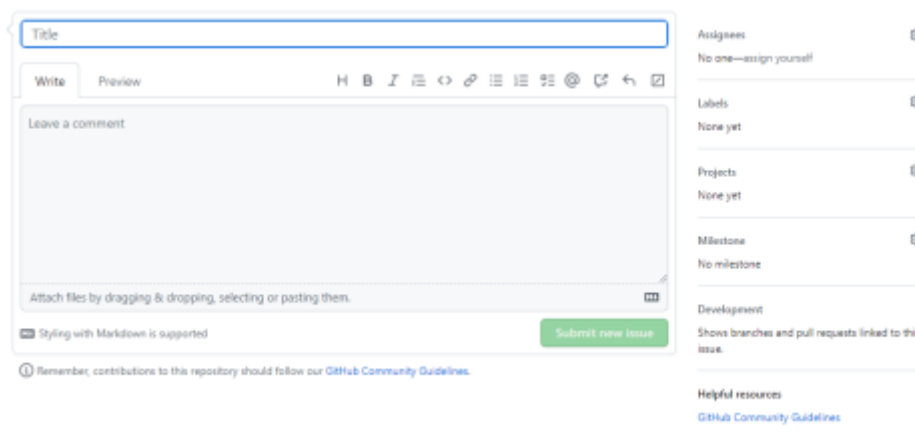 Title
Write
Preview
Leave a comment
Attach files by dragging & dropping, selecting or pasting them.
Styling with Markdown is supported
Submit new issue
Remember, contributions to this repository should follow our GitHub Community Guidelines.
Assignees
No one—assign yourself
Labels
None yet
Projects
None yet
Milestone
No milestone
Development
Shows branches and pull requests linked to thi
issue.
Helpful resources
GitHub Community Guidelines